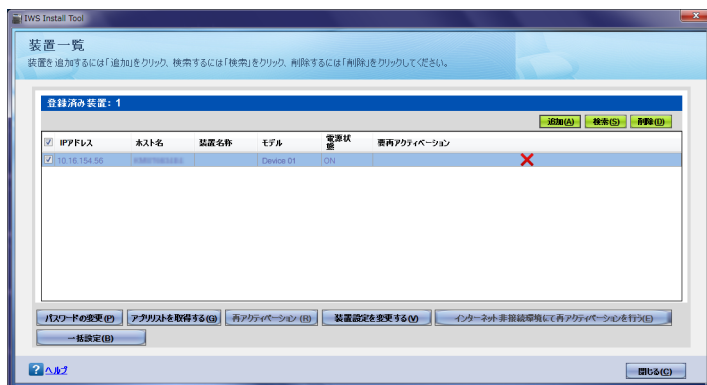 IWS Install Tool
装置一覧
装置を追加するには「追加」をクリック、検索するには「検索」をクリック、削除するには「削除」をクリックしてください。
登録済み装置: 1
追加(A) 検索(S) 削除(D)
IPアドレス ホスト名 装置名称 モデル 電源状態 要再アクティベーション
10.16.154.56 Device 01 ON
パスワードの変更(P) アプリリストを取得する(G) 再アクティベーション (R) 装置設定を変更する(V) インターネット非接続環境にて再アクティベーションを行う(E)
一括設定(B)
ヘルプ 閉じる(C)